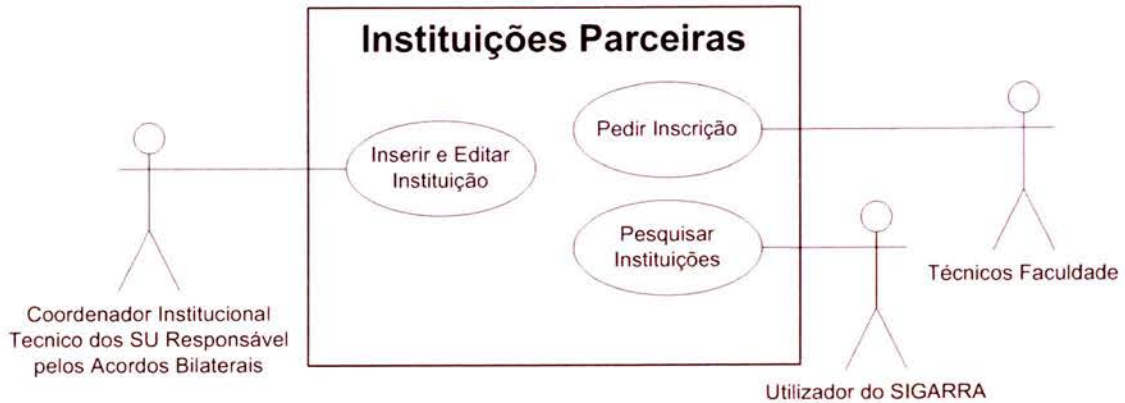 Instituições Parceiras
Pedir Inscrição
Inserir e Editar
Instituição
Pesquisar
Instituições
Técnicos Faculdade
Coordenador Institucional
Tecnico dos SU Responsável
pelos Acordos Bilaterais
Utilizador do SIGARRA